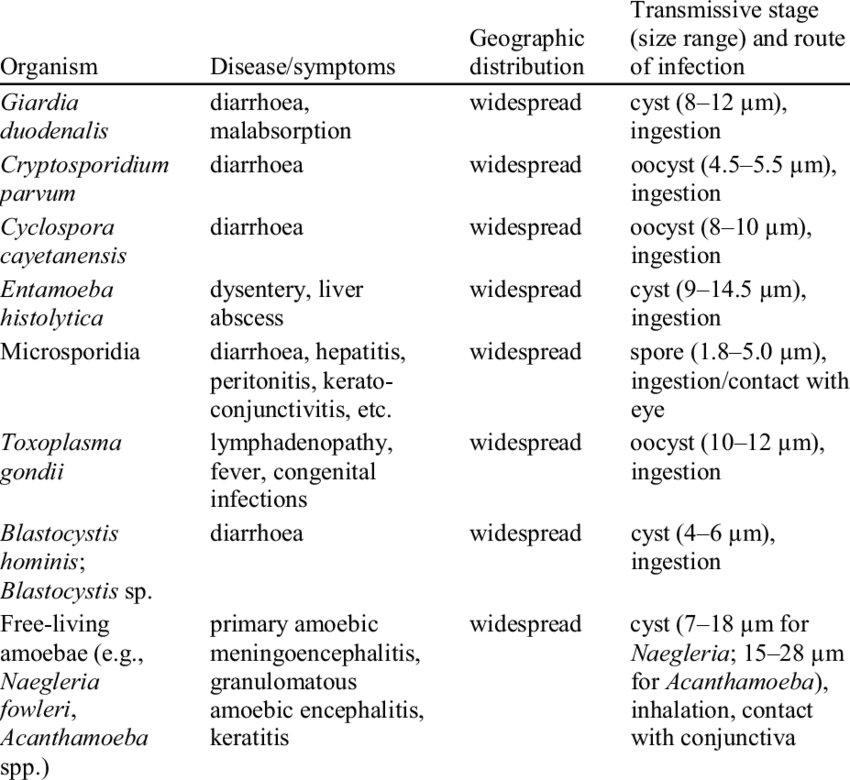 Organism Disease/symptoms Geographic distribution Transmissive stage (size range) and route of infection
Giardia duodenalis diarrhoea, malabsorption widespread cyst (8–12 µm), ingestion
Cryptosporidium parvum diarrhoea widespread oocyst (4.5–5.5 µm), ingestion
Cyclospora cayetanensis diarrhoea widespread oocyst (8–10 µm), ingestion
Entamoeba histolytica dysentery, liver abscess widespread cyst (9–14.5 µm), ingestion
Microsporidia diarrhoea, hepatitis, peritonitis, kerato-conjunctivitis, etc. widespread spore (1.8–5.0 µm), ingestion/contact with eye
Toxoplasma gondii lymphadenopathy, fever, congenital infections widespread oocyst (10–12 µm), ingestion
Blastocystis hominis; Blastocystis sp. diarrhoea widespread cyst (4–6 µm), ingestion
Free-living amoebae (e.g., Naegleria fowleri, Acanthamoeba spp.) primary amoebic meningoencephalitis, granulomatous amoebic encephalitis, keratitis widespread cyst (7–18 µm for Naegleria; 15–28 µm for Acanthamoeba), inhalation, contact with conjunctiva